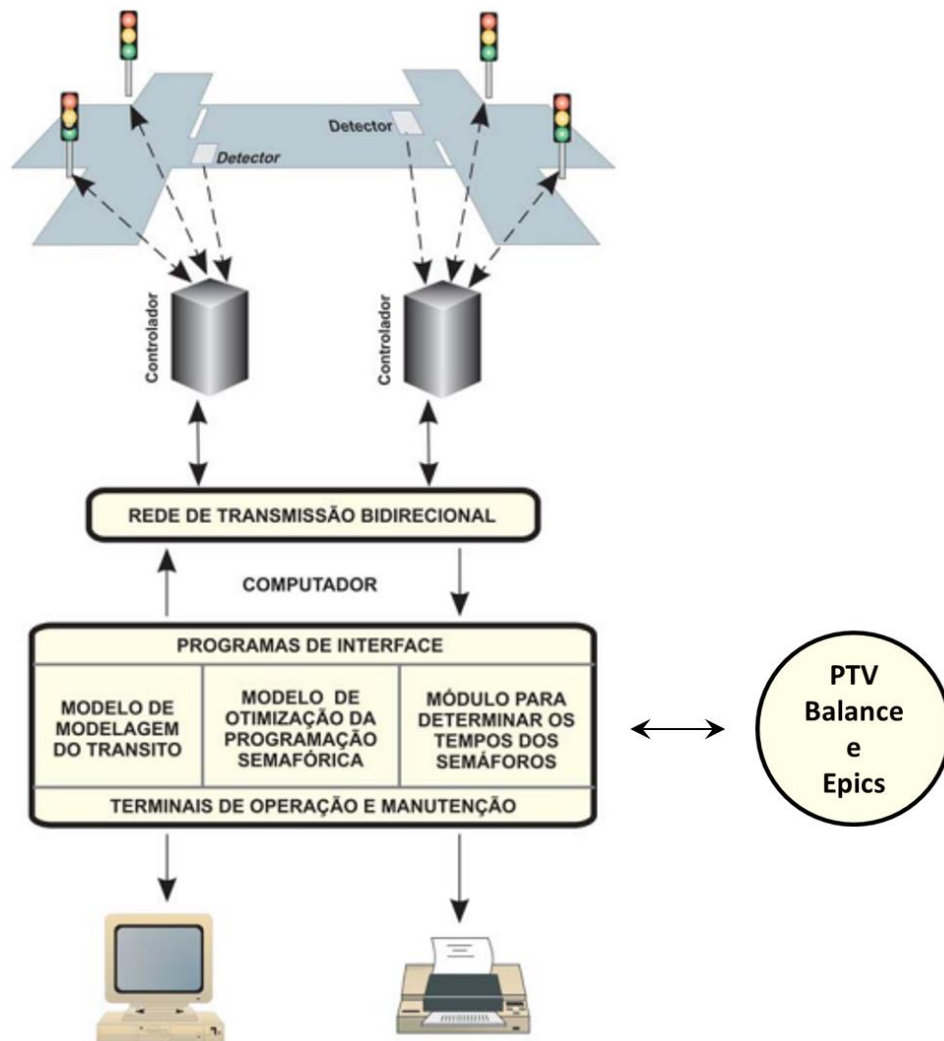 Detector
Detector
Controlador
Controlador
REDE DE TRANSMISSÃO BIDIRECIONAL
COMPUTADOR
PROGRAMAS DE INTERFACE
MODELO DE
MODELAGEM
DO TRANSITO
MODELO DE
OTIMIZAÇÃO DA
PROGRAMAÇÃO
SEMAFÓRICA
MÓDULO PARA
DETERMINAR OS
TEMPOS DOS
SEMÁFOROS
TERMINAIS DE OPERAÇÃO E MANUTENÇÃO
PTV
Balance
e
Epics